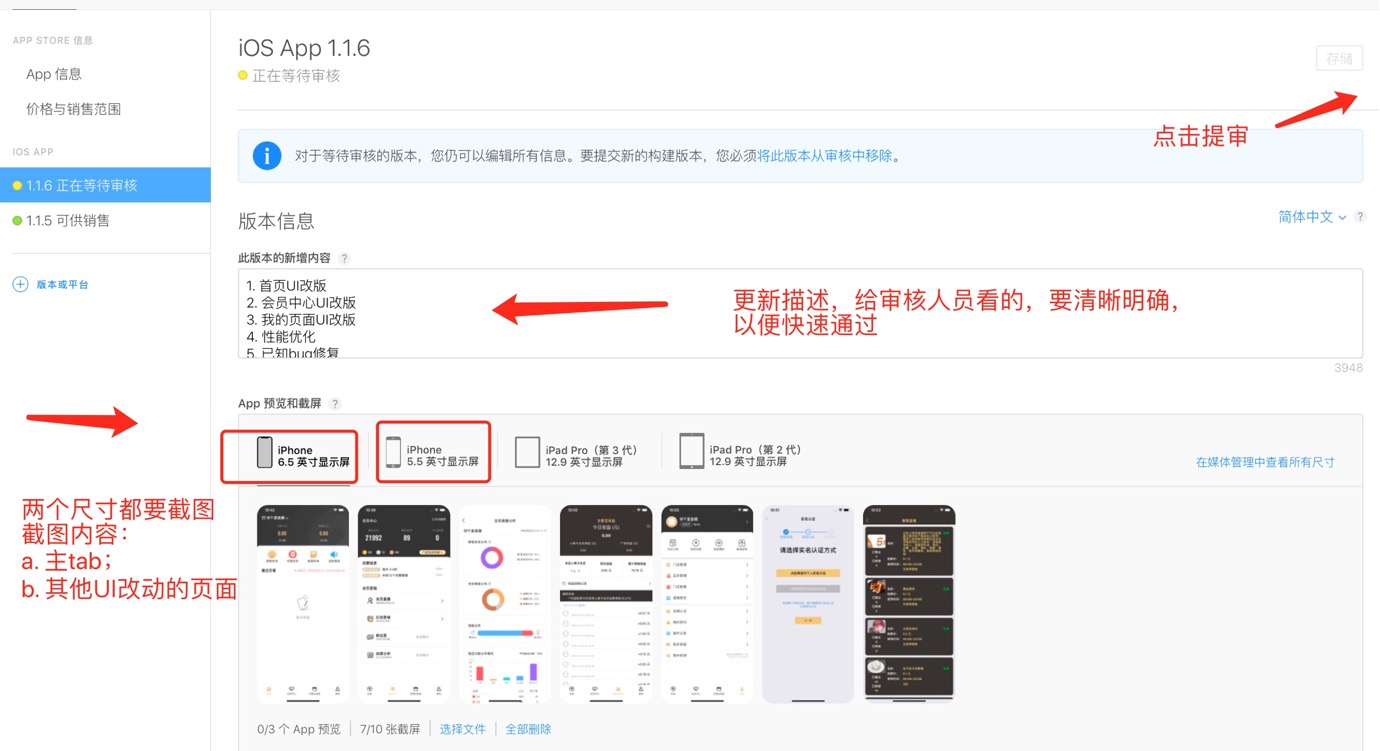 APP STORE 信息
App 信息
价格与销售范围
IOS APP
1.1.6 正在等待审核
1.1.5 可供销售
版本或平台
iOS App 1.1.6
正在等待审核
存储
点击提审
对于等待审核的版本，您仍可以编辑所有信息。要提交新的构建版本，您必须将此版本从审核中移除。
版本信息
简体中文 ?
此版本的新增内容 ?
1. 首页UI改版
2. 会员中心UI改版
3. 我的页面UI改版
4. 性能优化
5. 已知bug修复
更新描述，给审核人员看的，要清晰明确，
以便快速通过
3948
App 预览和截屏 ?
iPhone
6.5 英寸显示屏
iPhone
5.5 英寸显示屏
iPad Pro（第 3 代）
12.9 英寸显示屏
iPad Pro（第 2 代）
12.9 英寸显示屏
在媒体管理中查看所有尺寸
两个尺寸都要截图
截图内容：
a. 主tab；
b. 其他UI改动的页面
21992 89 0
请选择实名认证方式
0/3 个 App 预览 7/10 张截屏 选择文件 全部删除